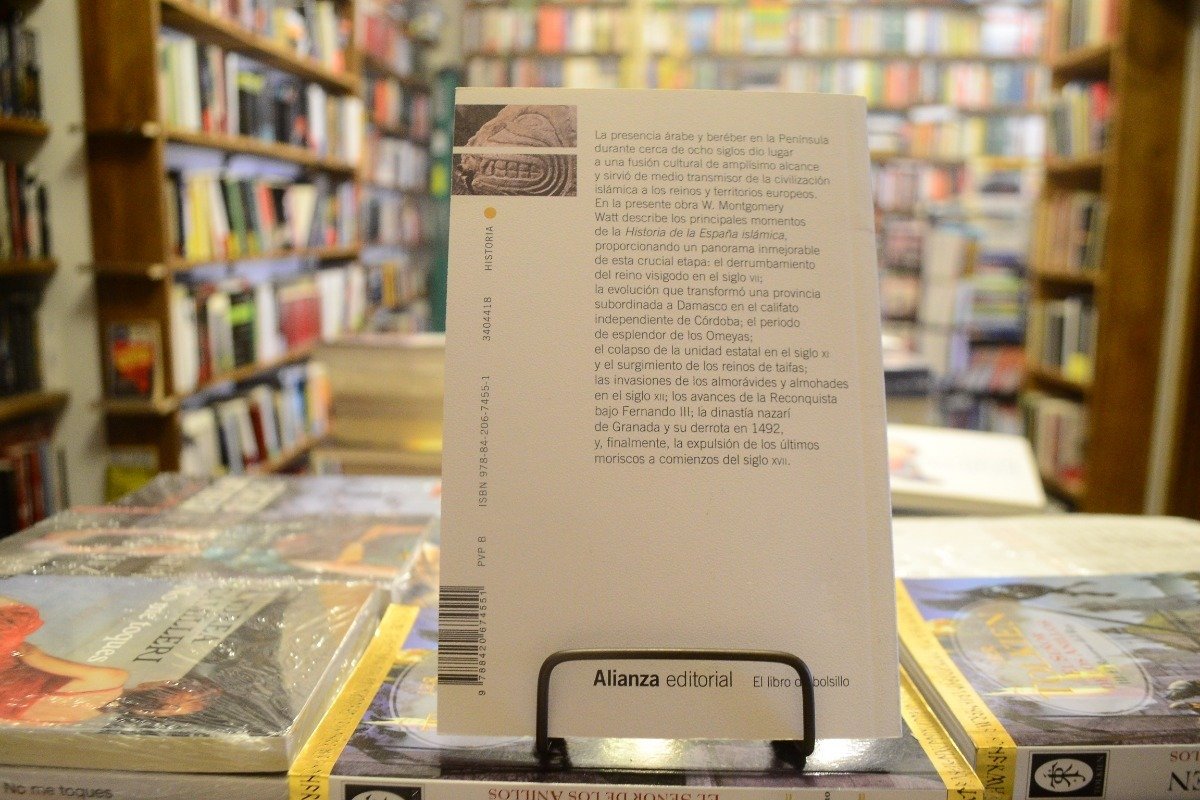 La presencia árabe y beréber en la Península
durante cerca de ocho siglos dio lugar
a una fusión cultural de amplísimo alcance
y sirvió de medio transmisor de la civilización
islámica a los reinos y territorios europeos.
En la presente obra W. Montgomery
Watt describe los principales momentos
de la Historia de la España islámica,
proporcionando un panorama inmejorable
de esta crucial etapa: el derrumbamiento
del reino visigodo en el siglo VII;
la evolución que transformó una provincia
subordinada a Damasco en el califato
independiente de Córdoba; el periodo
de esplendor de los Omeyas;
el colapso de la unidad estatal en el siglo XI
y el surgimiento de los reinos de taifas;
las invasiones de los almorávides y almohades
en el siglo XII; los avances de la Reconquista
bajo Fernando III; la dinastía nazarí
de Granada y su derrota en 1492,
y, finalmente, la expulsión de los últimos
moriscos a comienzos del siglo XVII.
HISTORIA
3404418
ISBN 978-84-206-7455-1
PVP B
9 788420 674551
Alianza editorial
El libro de bolsillo
No me toques
EL SEÑOR DE LOS ANILLOS